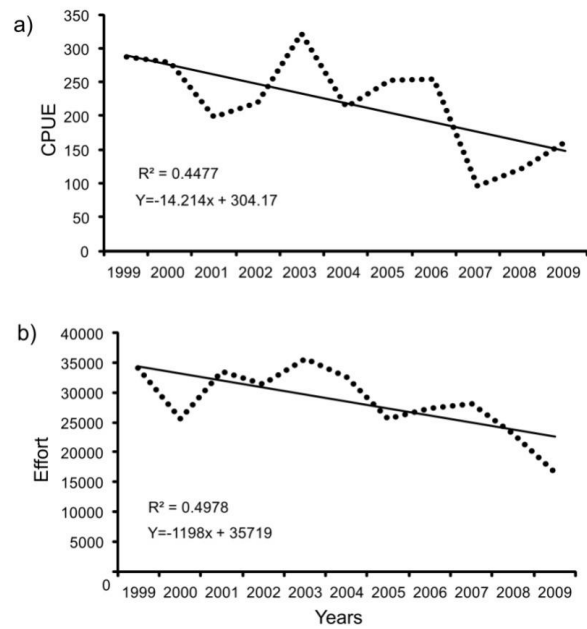 a)
350
300
250
200
150
100
50
0
CPUE
R² = 0.4477
Y=-14.214x + 304.17
1999 2000 2001 2002 2003 2004 2005 2006 2007 2008 2009
b)
40000
35000
30000
25000
20000
15000
10000
5000
0
Effort
R² = 0.4978
Y=-1198x + 35719
1999 2000 2001 2002 2003 2004 2005 2006 2007 2008 2009
Years